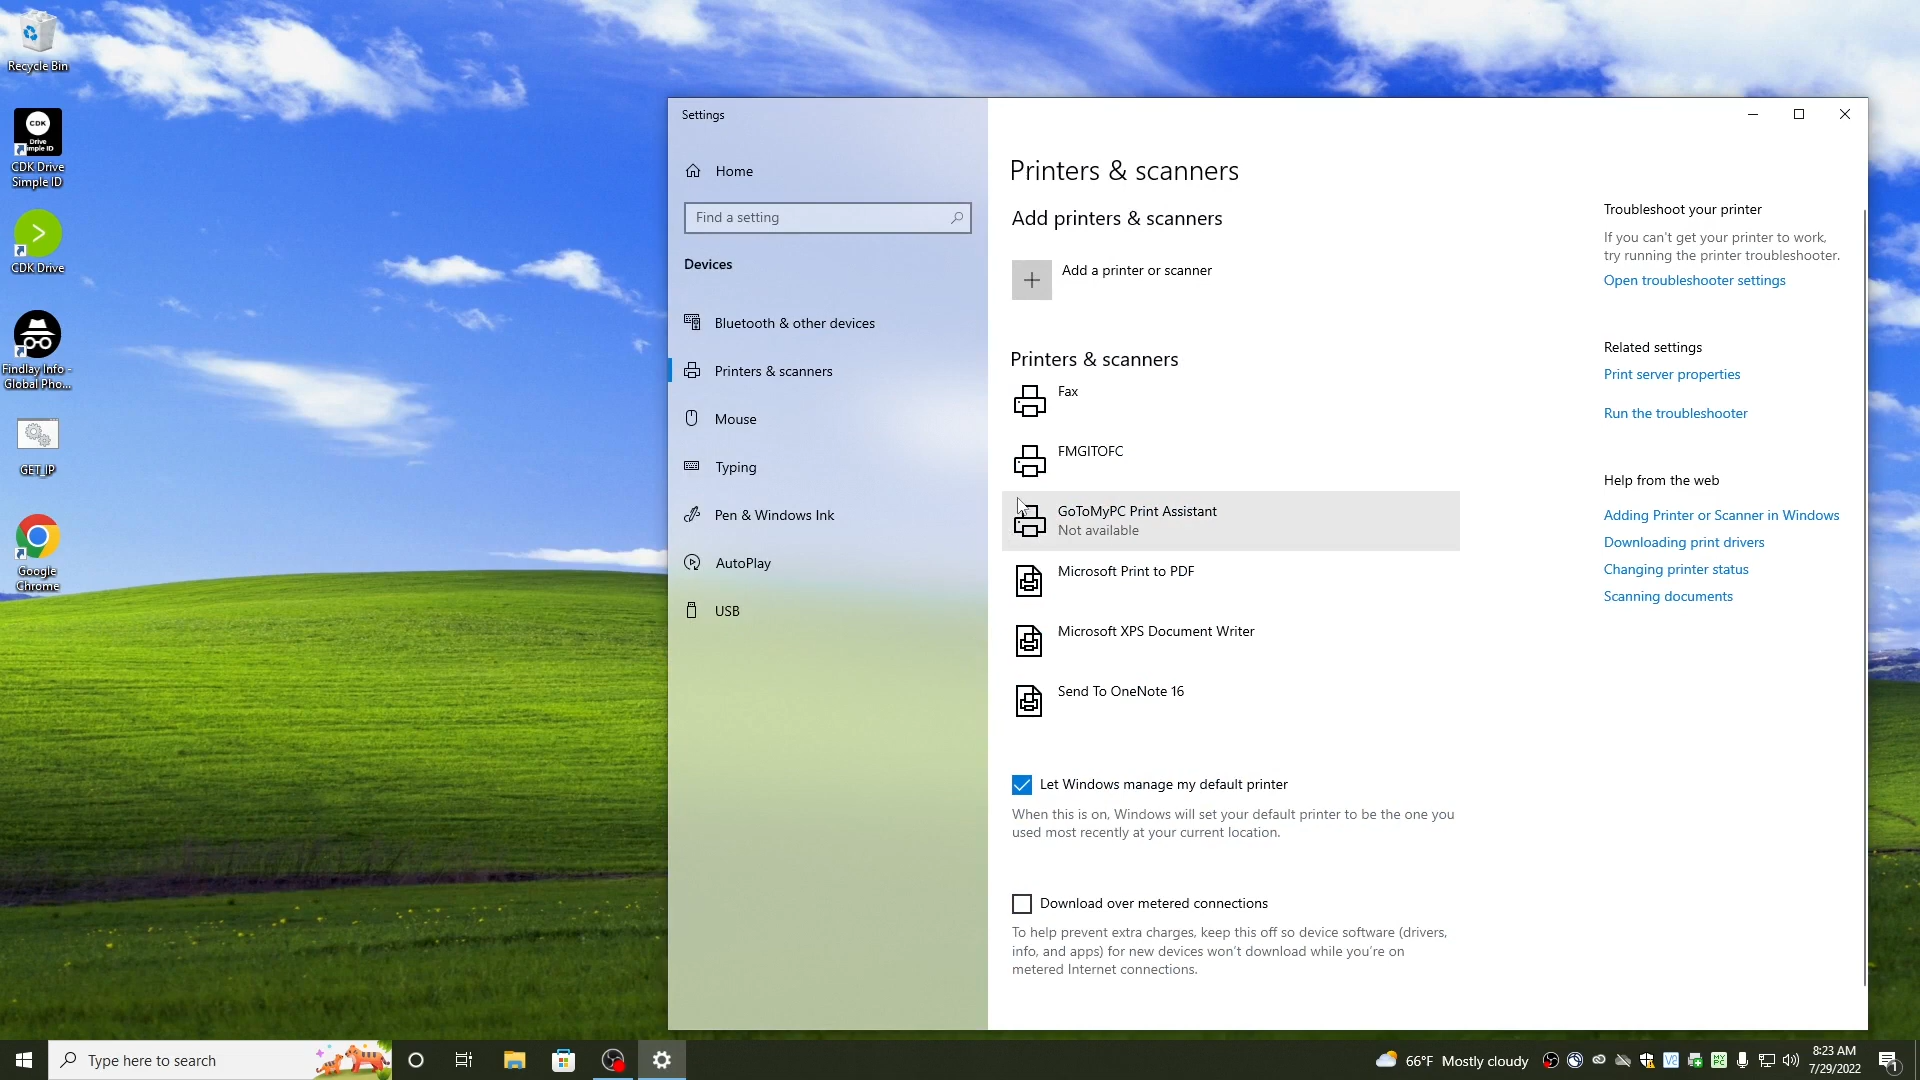 Recycle Bin
CDK
Drive
Simple ID
CDK Drive
Simple ID
CDK Drive
Findlay Info -
Global Pho...
GET_IP
Google
Chrome
Settings
Home
Find a setting
Devices
Bluetooth & other devices
Printers & scanners
Mouse
Typing
Pen & Windows Ink
AutoPlay
USB
Printers & scanners
Add printers & scanners
Add a printer or scanner
Printers & scanners
Fax
FMGITOFC
GoToMyPC Print Assistant
Not available
Microsoft Print to PDF
Microsoft XPS Document Writer
Send To OneNote 16
Let Windows manage my default printer
When this is on, Windows will set your default printer to be the one you
used most recently at your current location.
Download over metered connections
To help prevent extra charges, keep this off so device software (drivers,
info, and apps) for new devices won't download while you're on
metered Internet connections.
Troubleshoot your printer
If you can't get your printer to work,
try running the printer troubleshooter.
Open troubleshooter settings
Related settings
Print server properties
Run the troubleshooter
Help from the web
Adding Printer or Scanner in Windows
Downloading print drivers
Changing printer status
Scanning documents
Type here to search
66°F Mostly cloudy
8:23 AM
7/29/2022
1